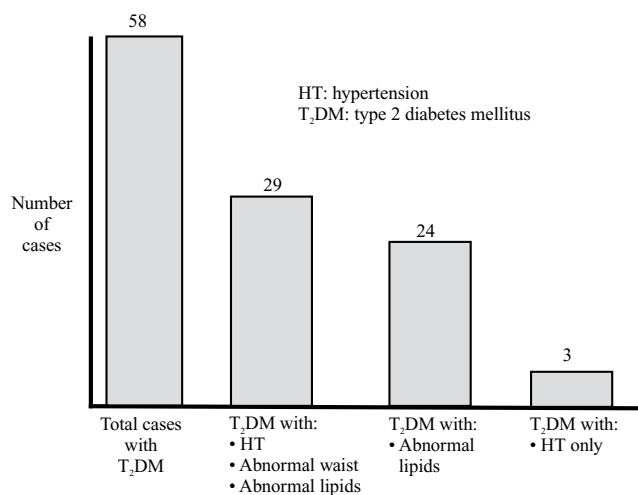 58
HT: hypertension
T₂DM: type 2 diabetes mellitus
29
24
3
Number
of
cases
Total cases
with
T₂DM
T₂DM with:
• HT
• Abnormal waist
• Abnormal lipids
T₂DM with:
• Abnormal
lipids
T₂DM with:
• HT only